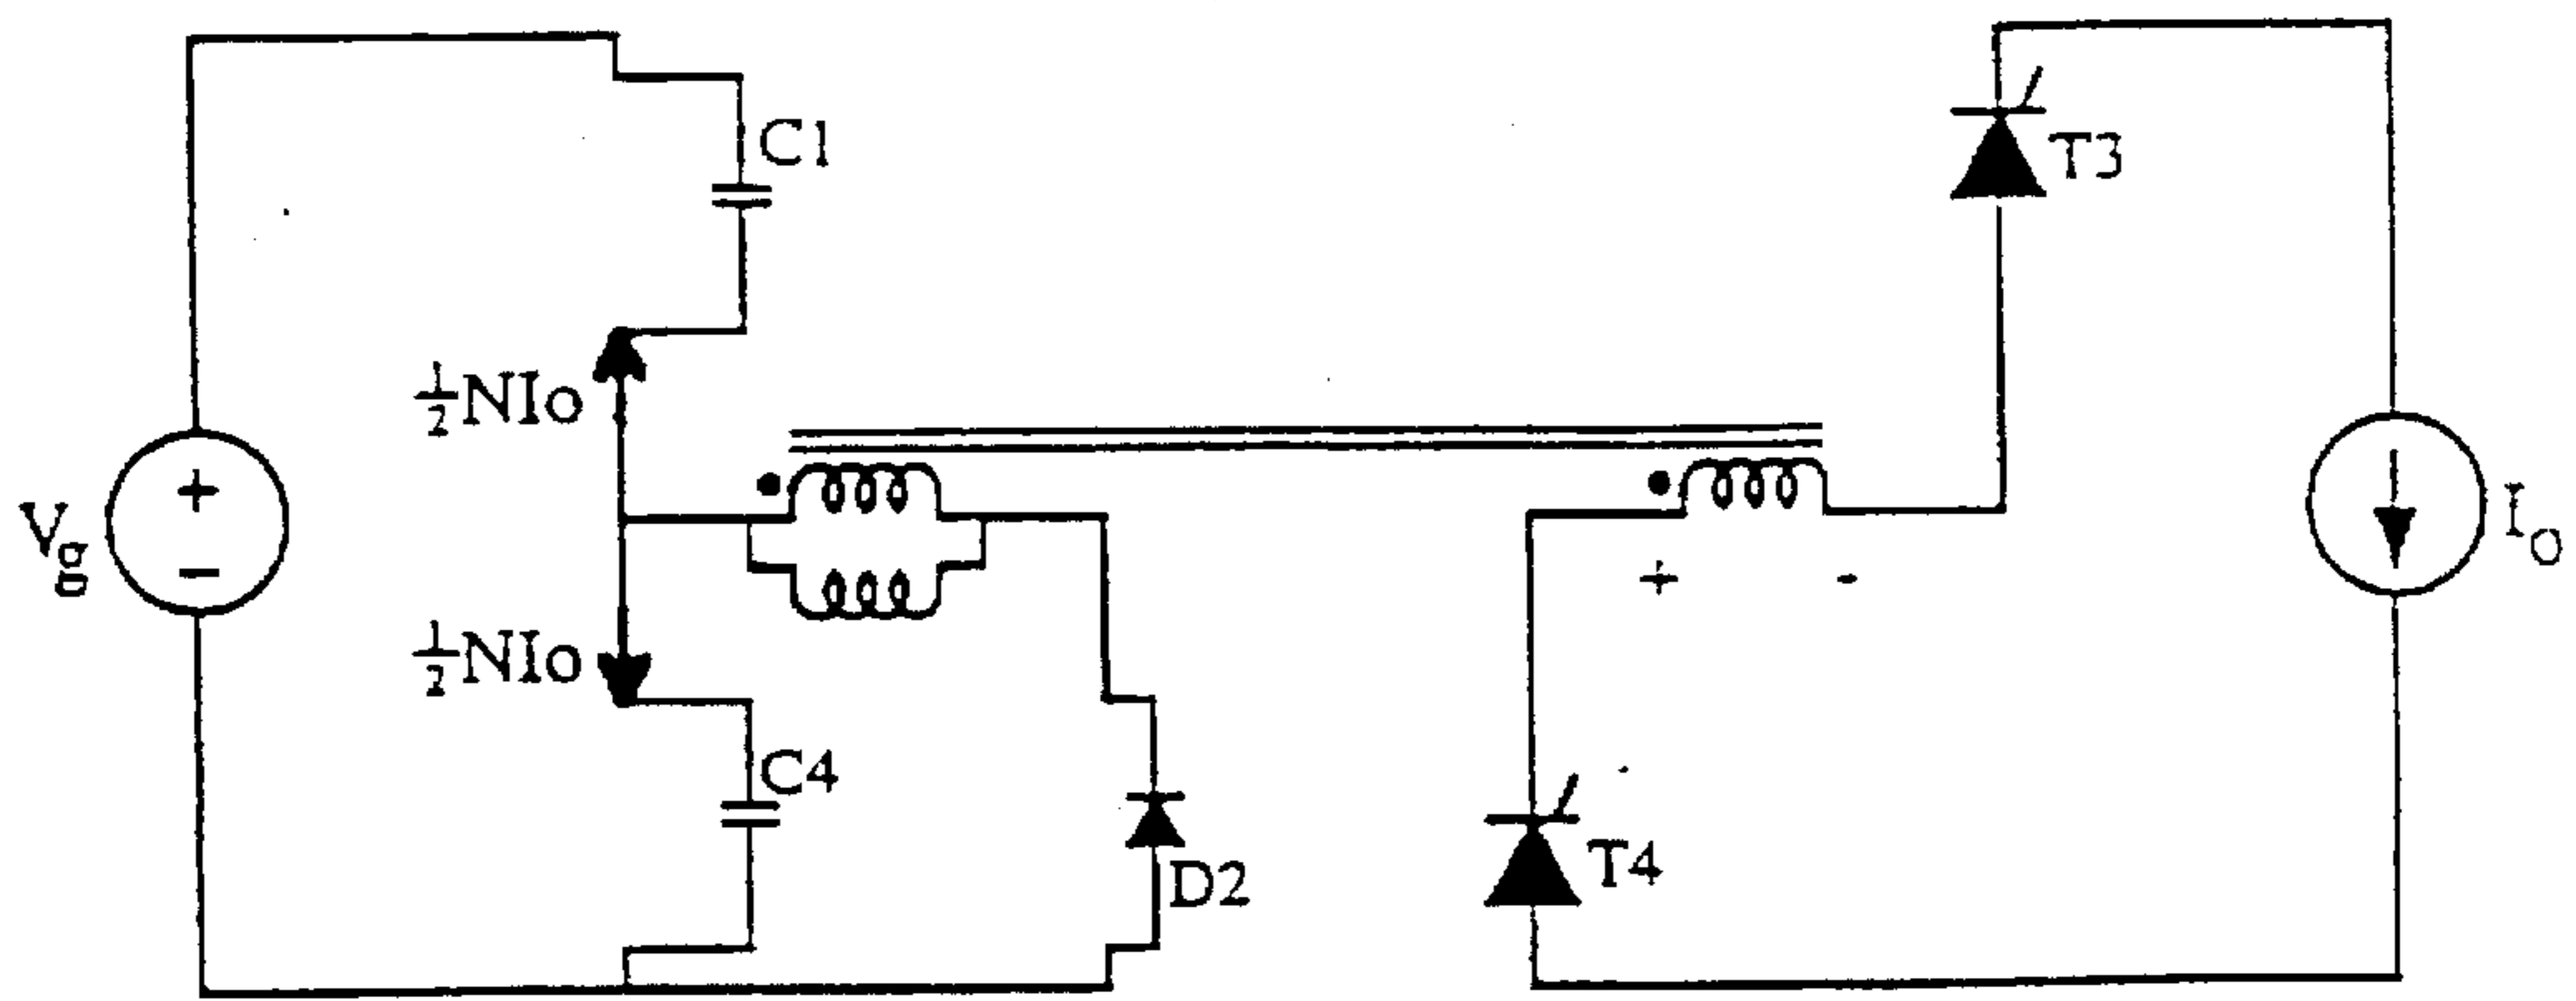 C1
T3
½NIo
Vg
+
−
+ -
Io
½NIo
C4
D2
T4